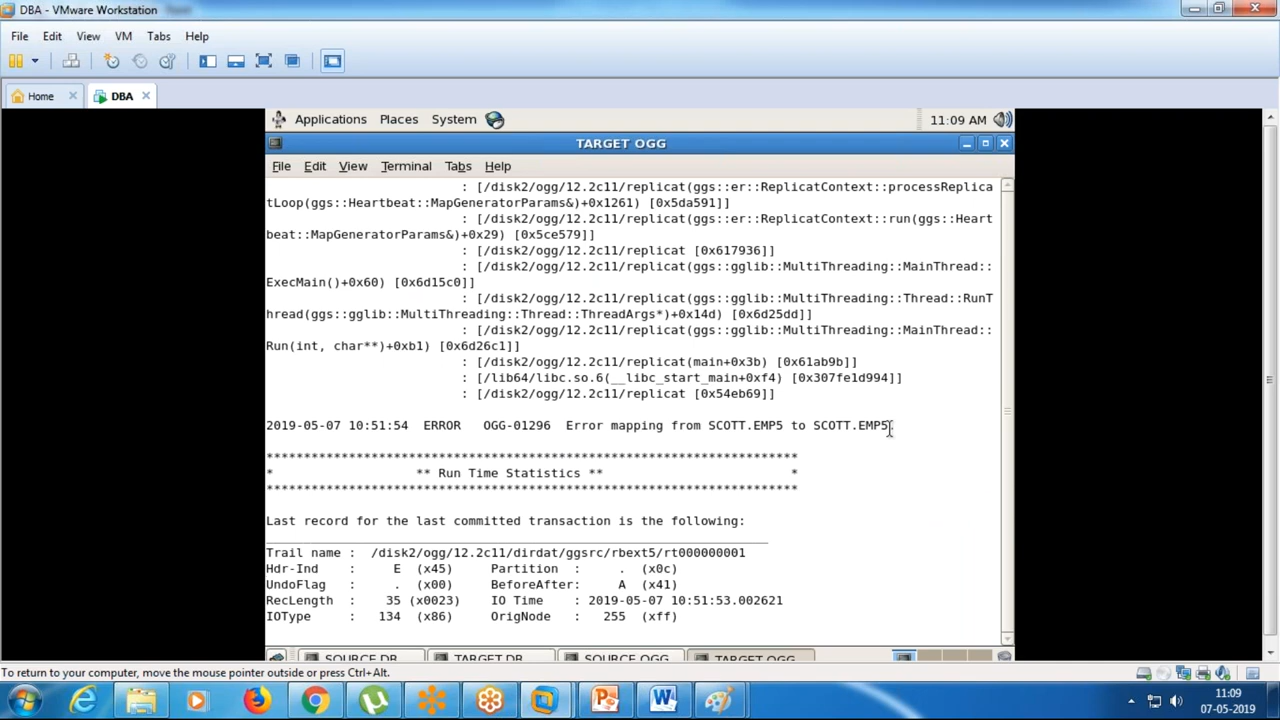 DBA - VMware Workstation
File Edit View VM Tabs Help
Home DBA
Applications Places System 11:09 AM
TARGET OGG
File Edit View Terminal Tabs Help
: [/disk2/ogg/12.2c11/replicat(ggs::er::ReplicatContext::processReplica
tLoop(ggs::Heartbeat::MapGeneratorParams&)+0x1261) [0x5da591]]
: [/disk2/ogg/12.2c11/replicat(ggs::er::ReplicatContext::run(ggs::Heart
beat::MapGeneratorParams&)+0x29) [0x5ce579]]
: [/disk2/ogg/12.2c11/replicat [0x617936]]
: [/disk2/ogg/12.2c11/replicat(ggs::gglib::MultiThreading::MainThread::
ExecMain()+0x60) [0x6d15c0]]
: [/disk2/ogg/12.2c11/replicat(ggs::gglib::MultiThreading::Thread::RunT
hread(ggs::gglib::MultiThreading::Thread::ThreadArgs*)+0x14d) [0x6d25dd]]
: [/disk2/ogg/12.2c11/replicat(ggs::gglib::MultiThreading::MainThread::
Run(int, char**)+0xb1) [0x6d26c1]]
: [/disk2/ogg/12.2c11/replicat(main+0x3b) [0x61ab9b]]
: [/lib64/libc.so.6(__libc_start_main+0xf4) [0x307fe1d994]]
: [/disk2/ogg/12.2c11/replicat [0x54eb69]]
2019-05-07 10:51:54 ERROR OGG-01296 Error mapping from SCOTT.EMP5 to SCOTT.EMP5.
***********************************************************************
* ** Run Time Statistics ** *
***********************************************************************
Last record for the last committed transaction is the following:
___________________________________________________________________
Trail name : /disk2/ogg/12.2c11/dirdat/ggsrc/rbext5/rt000000001
Hdr-Ind : E (x45) Partition : . (x0c)
UndoFlag : . (x00) BeforeAfter: A (x41)
RecLength : 35 (x0023) IO Time : 2019-05-07 10:51:53.002621
IOType : 134 (x86) OrigNode : 255 (xff)
SOURCE DB TARGET DB SOURCE OGG TARGET OGG
To return to your computer, move the mouse pointer outside or press Ctrl+Alt.
11:09
07-05-2019